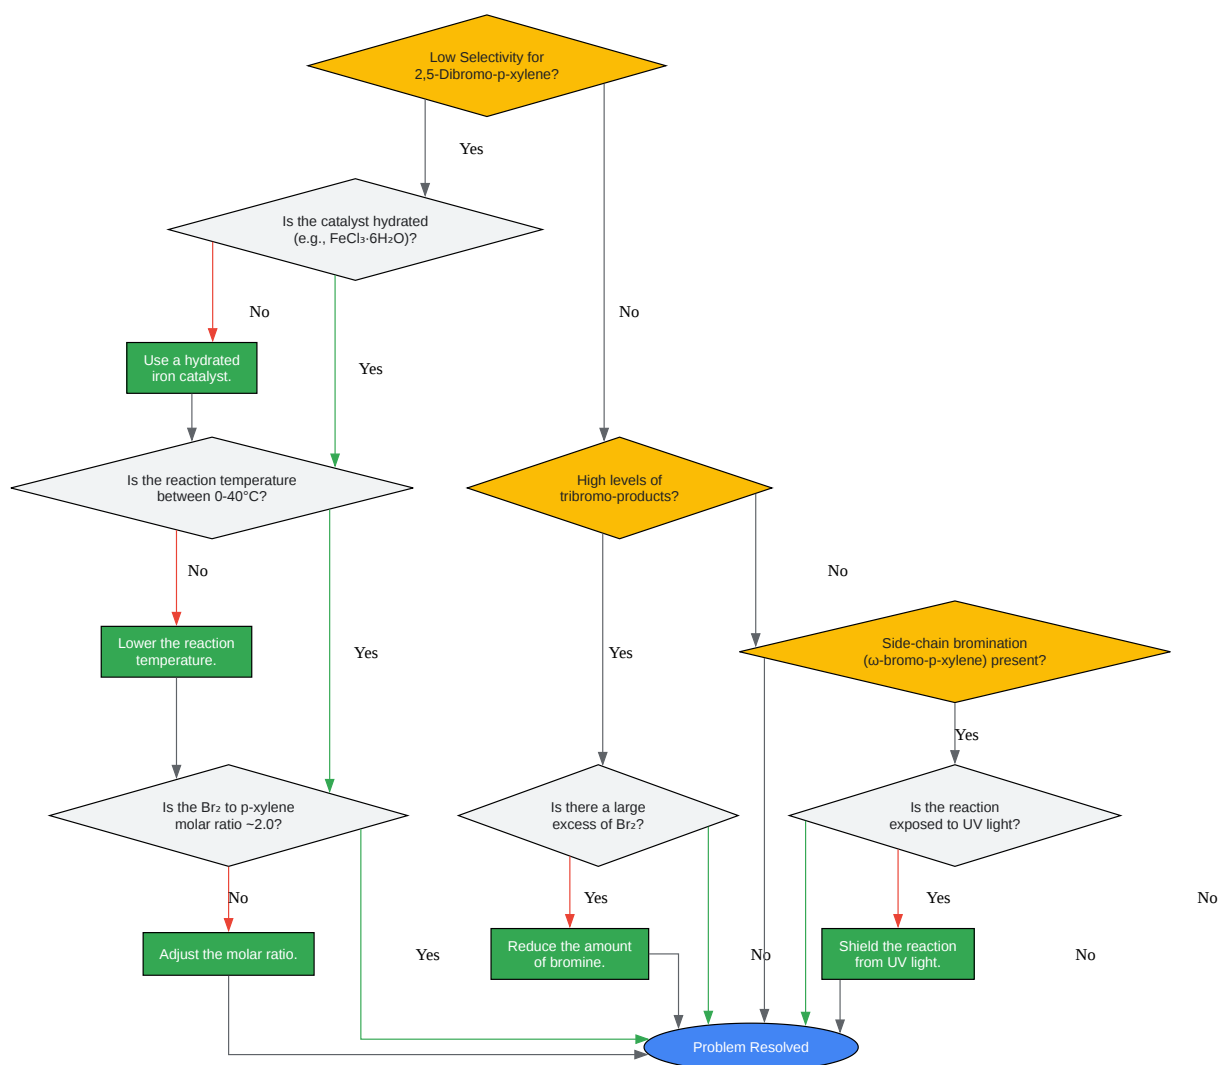 Low Selectivity for
2,5-Dibromo-p-xylene?
Yes
Is the catalyst hydrated
(e.g., FeCl₃·6H₂O)?
No
No
Use a hydrated
iron catalyst.
Yes
Is the reaction temperature
between 0-40°C?
High levels of
tribromo-products?
No
No
Lower the reaction
temperature.
Yes
Yes
Side-chain bromination
(ω-bromo-p-xylene) present?
Yes
Is the Br₂ to p-xylene
molar ratio ~2.0?
Is there a large
excess of Br₂?
Is the reaction
exposed to UV light?
No
Yes
Yes
No
Adjust the molar ratio.
Yes
Reduce the amount
of bromine.
No
Shield the reaction
from UV light.
No
Problem Resolved